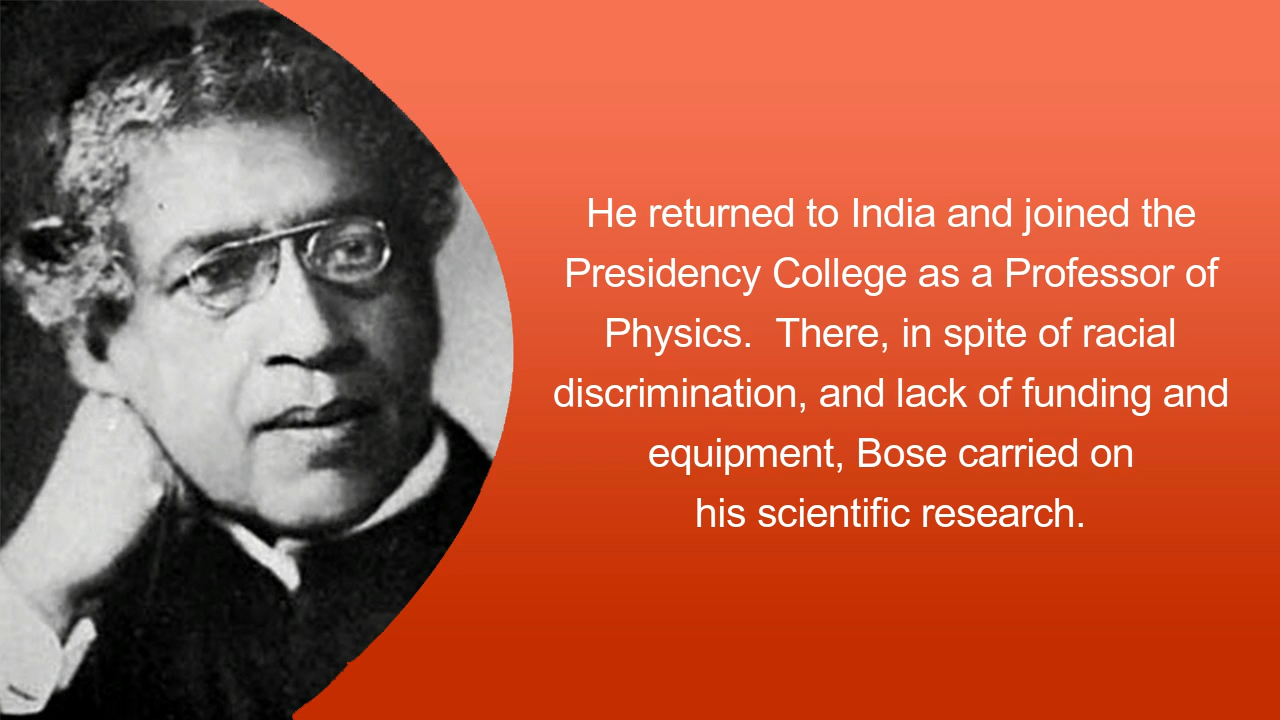 He returned to India and joined the
Presidency College as a Professor of
Physics.  There, in spite of racial
discrimination, and lack of funding and
equipment, Bose carried on
his scientific research.